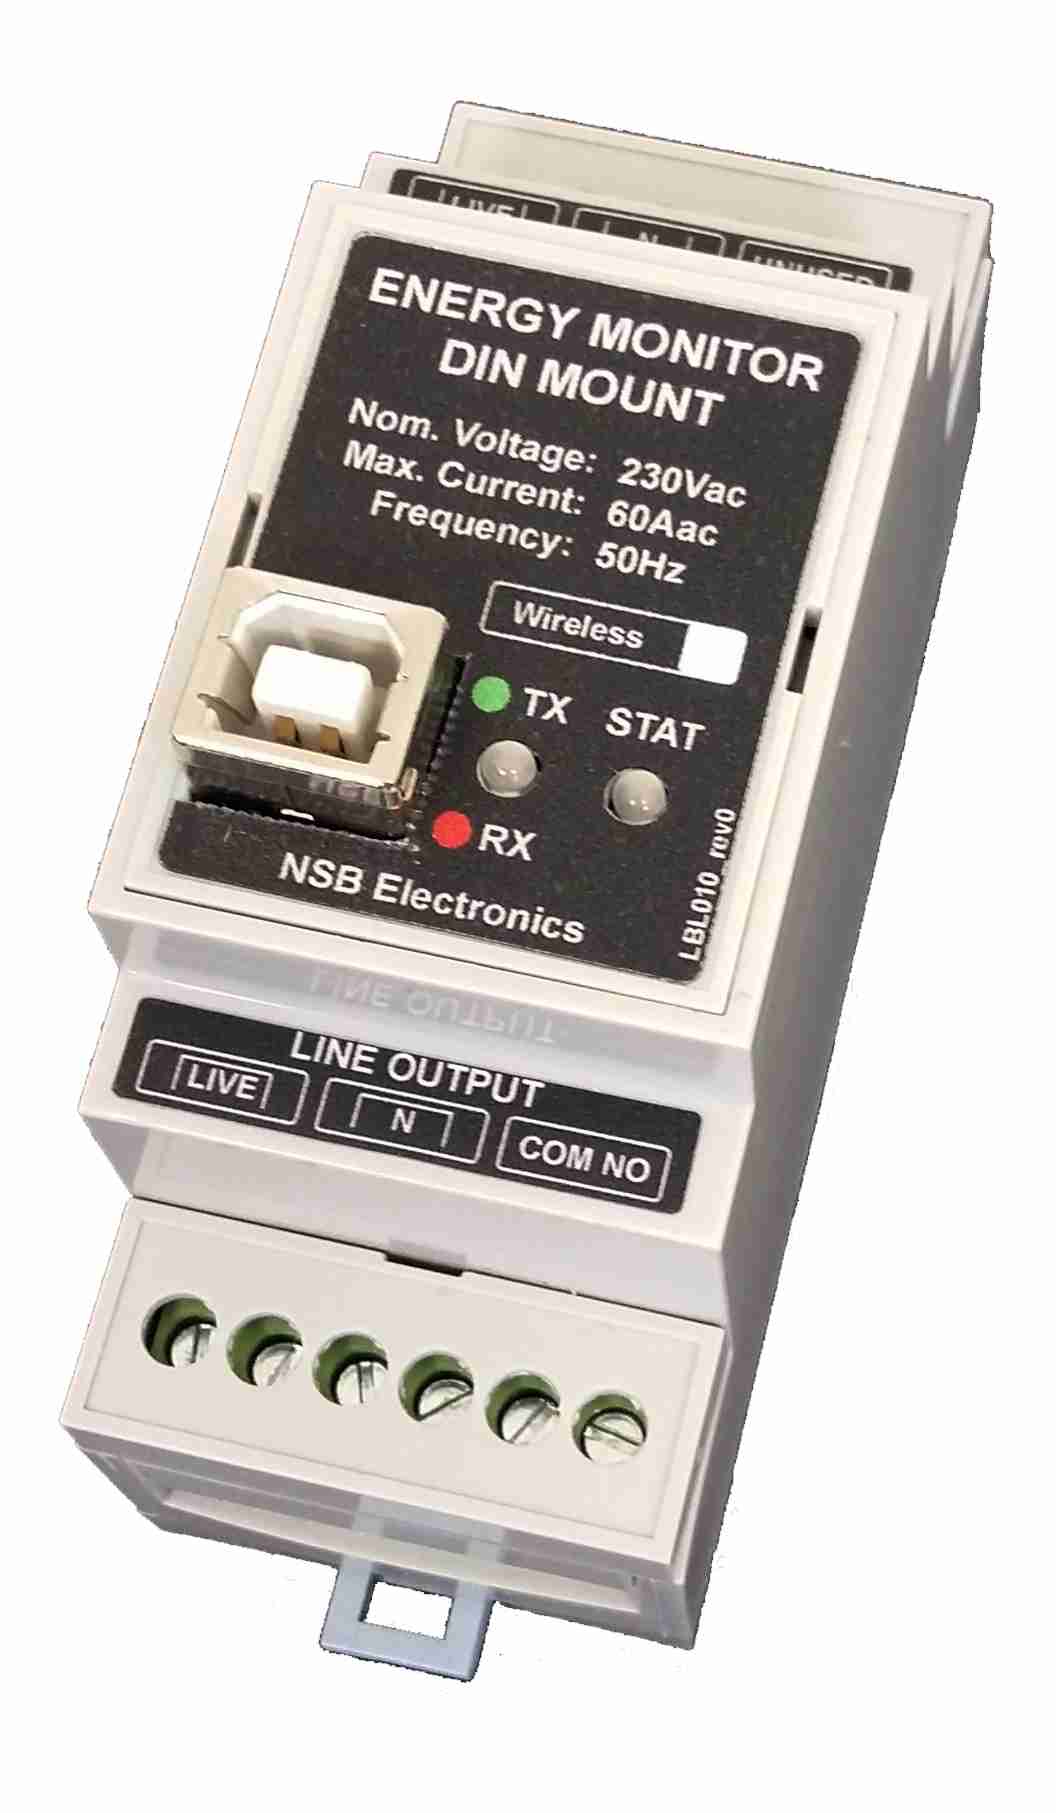 LIVE
N
UNUSED
ENERGY MONITOR
DIN MOUNT
Nom. Voltage: 230Vac
Max. Current: 60Aac
Frequency: 50Hz
Wireless
TX
STAT
RX
NSB Electronics
LBL010_rev0
LINE OUTPUT
LIVE
N
COM NO